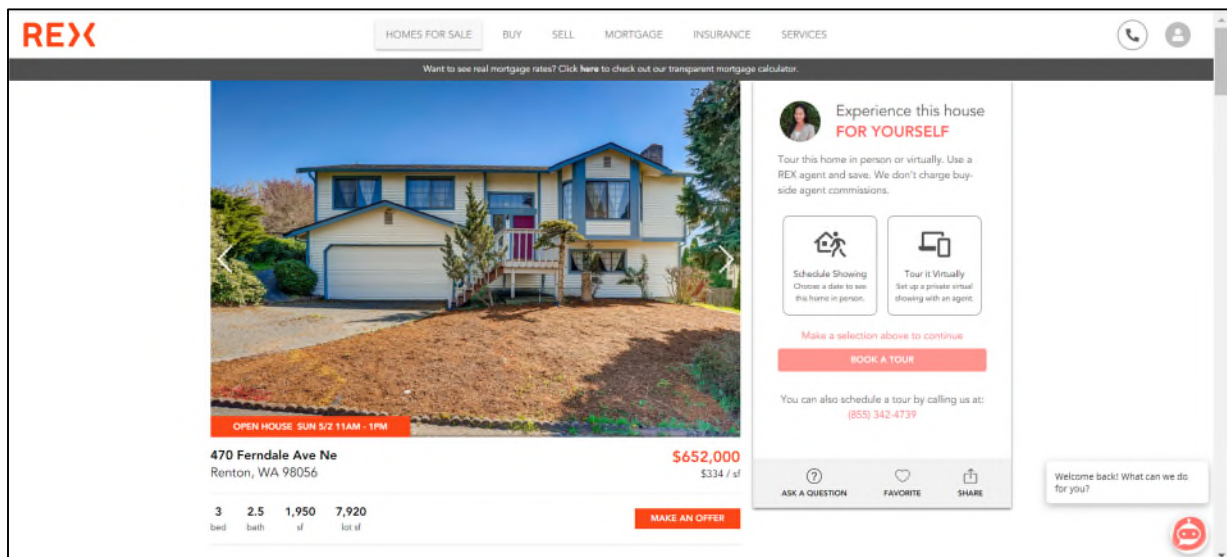 REX
HOMES FOR SALE BUY SELL MORTGAGE INSURANCE SERVICES
Want to see real mortgage rates? Click here to check out our transparent mortgage calculator.
OPEN HOUSE SUN 5/2 11AM - 1PM
470 Ferndale Ave Ne
Renton, WA 98056
$652,000
$334 / sf
3 2.5 1,950 7,920
bed bath sf lot sf
MAKE AN OFFER
Experience this house
FOR YOURSELF
Tour this home in person or virtually. Use a
REX agent and save. We don't charge buy-
side agent commissions.
Schedule Showing
Choose a date to see
this home in person.
Tour it Virtually
Set up a private virtual
showing with an agent.
Make a selection above to continue
BOOK A TOUR
You can also schedule a tour by calling us at:
(855) 342-4739
ASK A QUESTION FAVORITE SHARE
Welcome back! What can we do
for you?